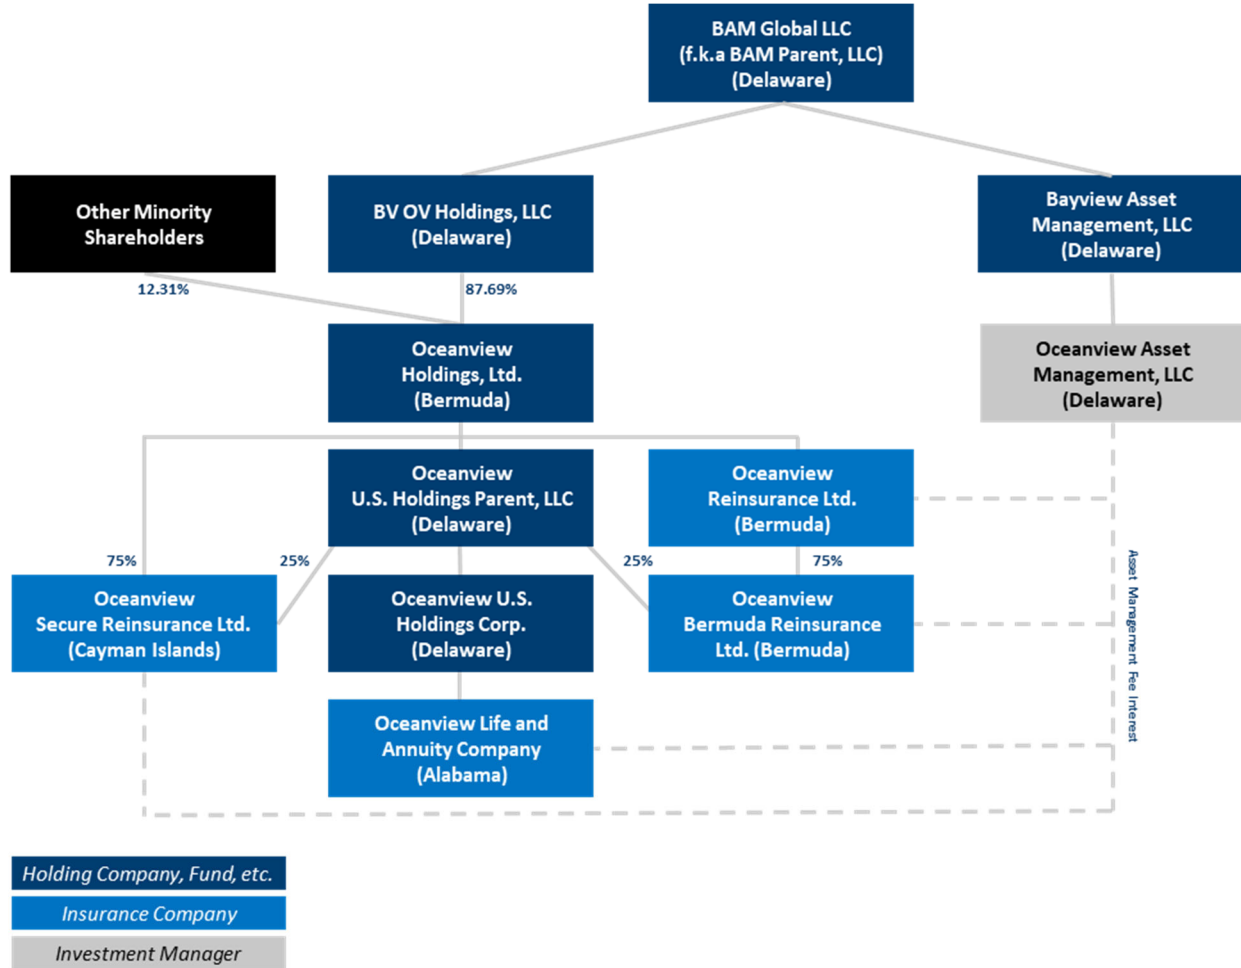 BAM Global LLC
(f.k.a BAM Parent, LLC)
(Delaware)
Other Minority
Shareholders
BV OV Holdings, LLC
(Delaware)
Bayview Asset
Management, LLC
(Delaware)
12.31%
87.69%
Oceanview
Holdings, Ltd.
(Bermuda)
Oceanview Asset
Management, LLC
(Delaware)
Oceanview
U.S. Holdings Parent, LLC
(Delaware)
Oceanview
Reinsurance Ltd.
(Bermuda)
75%
25%
25%
75%
Oceanview
Secure Reinsurance Ltd.
(Cayman Islands)
Oceanview U.S.
Holdings Corp.
(Delaware)
Oceanview
Bermuda Reinsurance
Ltd. (Bermuda)
Asset Management Fee Interest
Oceanview Life and
Annuity Company
(Alabama)
Holding Company, Fund, etc.
Insurance Company
Investment Manager